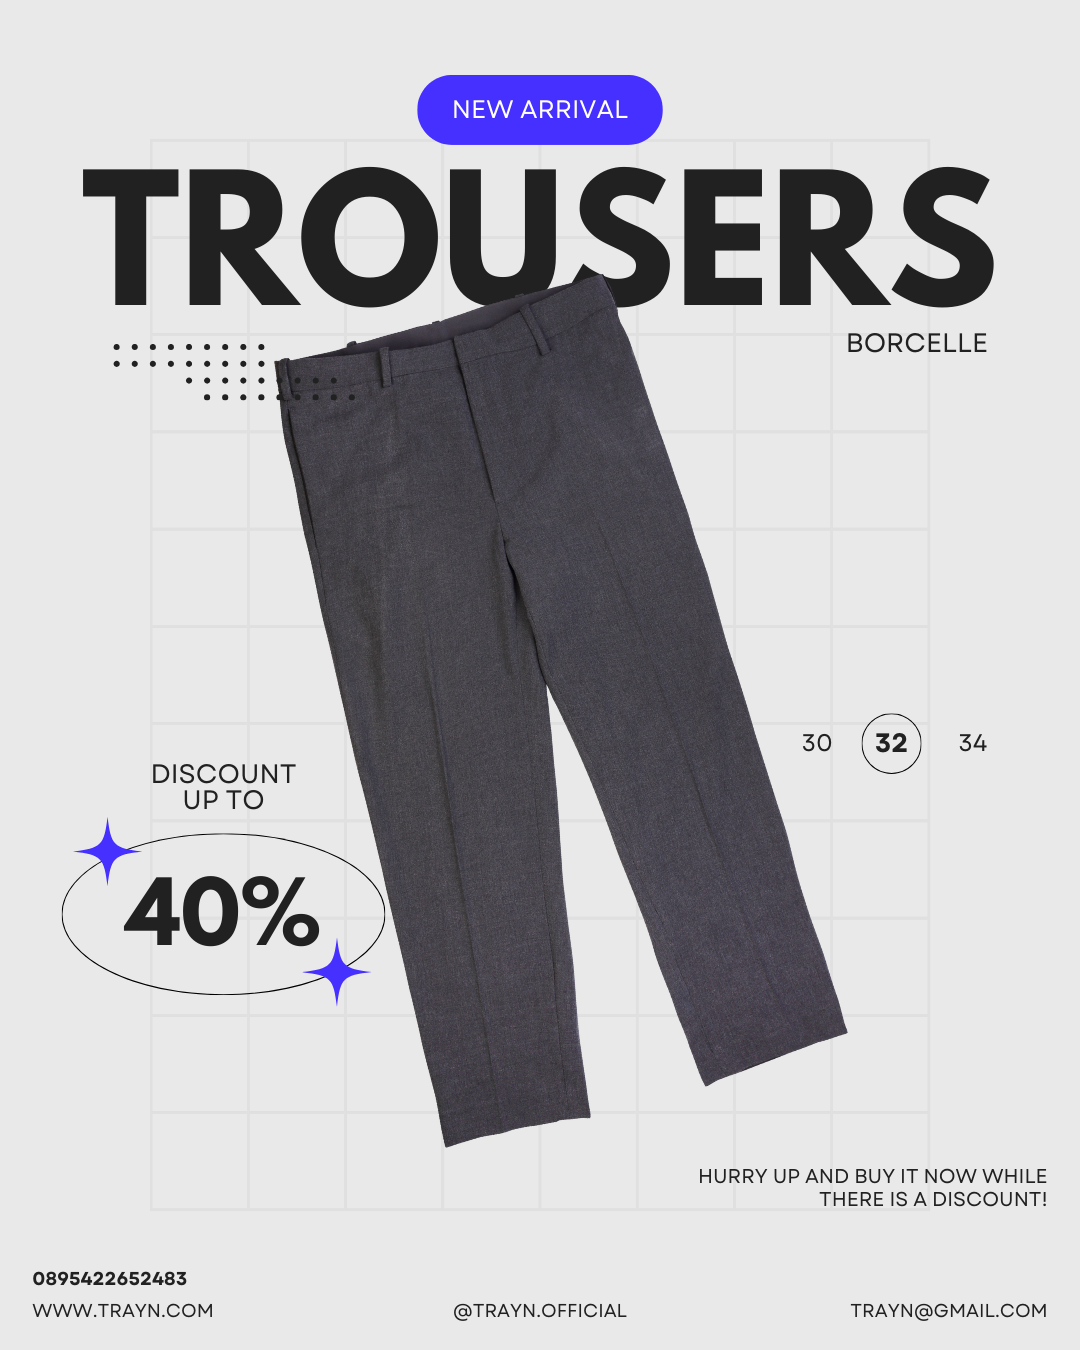 NEW ARRIVAL
TROUSERS
BORCELLE
30 32 34
DISCOUNT
UP TO
40%
HURRY UP AND BUY IT NOW WHILE
THERE IS A DISCOUNT!
0895422652483
WWW.TRAYN.COM
@TRAYN.OFFICIAL
TRAYN@GMAIL.COM